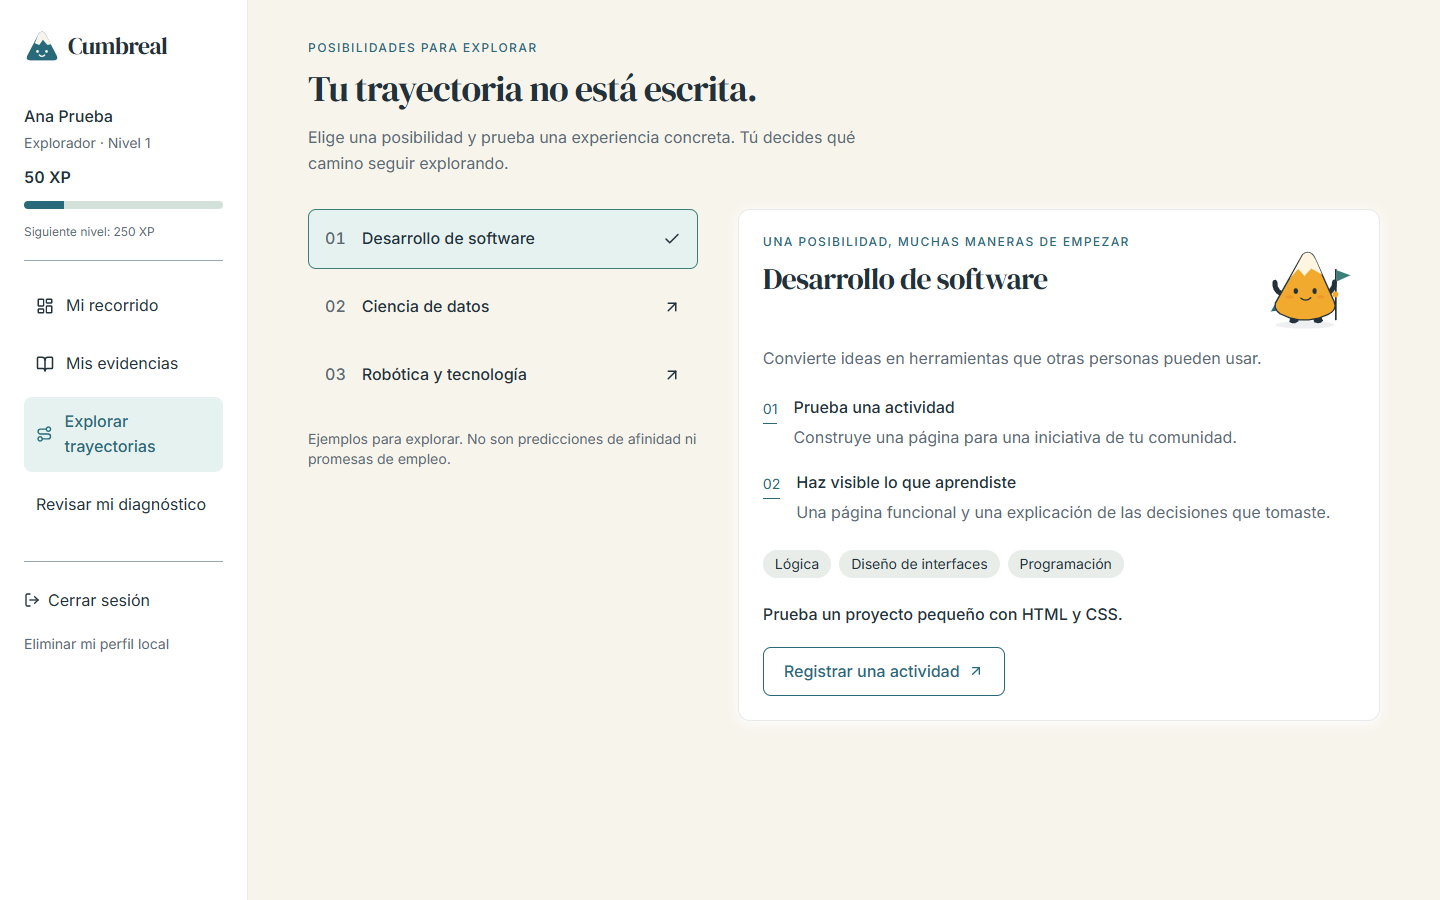 Cumbreal
Ana Prueba
Explorador · Nivel 1
50 XP
Siguiente nivel: 250 XP
Mi recorrido
Mis evidencias
Explorar
trayectorias
Revisar mi diagnóstico
Cerrar sesión
Eliminar mi perfil local
POSIBILIDADES PARA EXPLORAR
Tu trayectoria no está escrita.
Elige una posibilidad y prueba una experiencia concreta. Tú decides qué
camino seguir explorando.
01 Desarrollo de software
02 Ciencia de datos
03 Robótica y tecnología
Ejemplos para explorar. No son predicciones de afinidad ni
promesas de empleo.
UNA POSIBILIDAD, MUCHAS MANERAS DE EMPEZAR
Desarrollo de software
Convierte ideas en herramientas que otras personas pueden usar.
01 Prueba una actividad
Construye una página para una iniciativa de tu comunidad.
02 Haz visible lo que aprendiste
Una página funcional y una explicación de las decisiones que tomaste.
Lógica Diseño de interfaces Programación
Prueba un proyecto pequeño con HTML y CSS.
Registrar una actividad